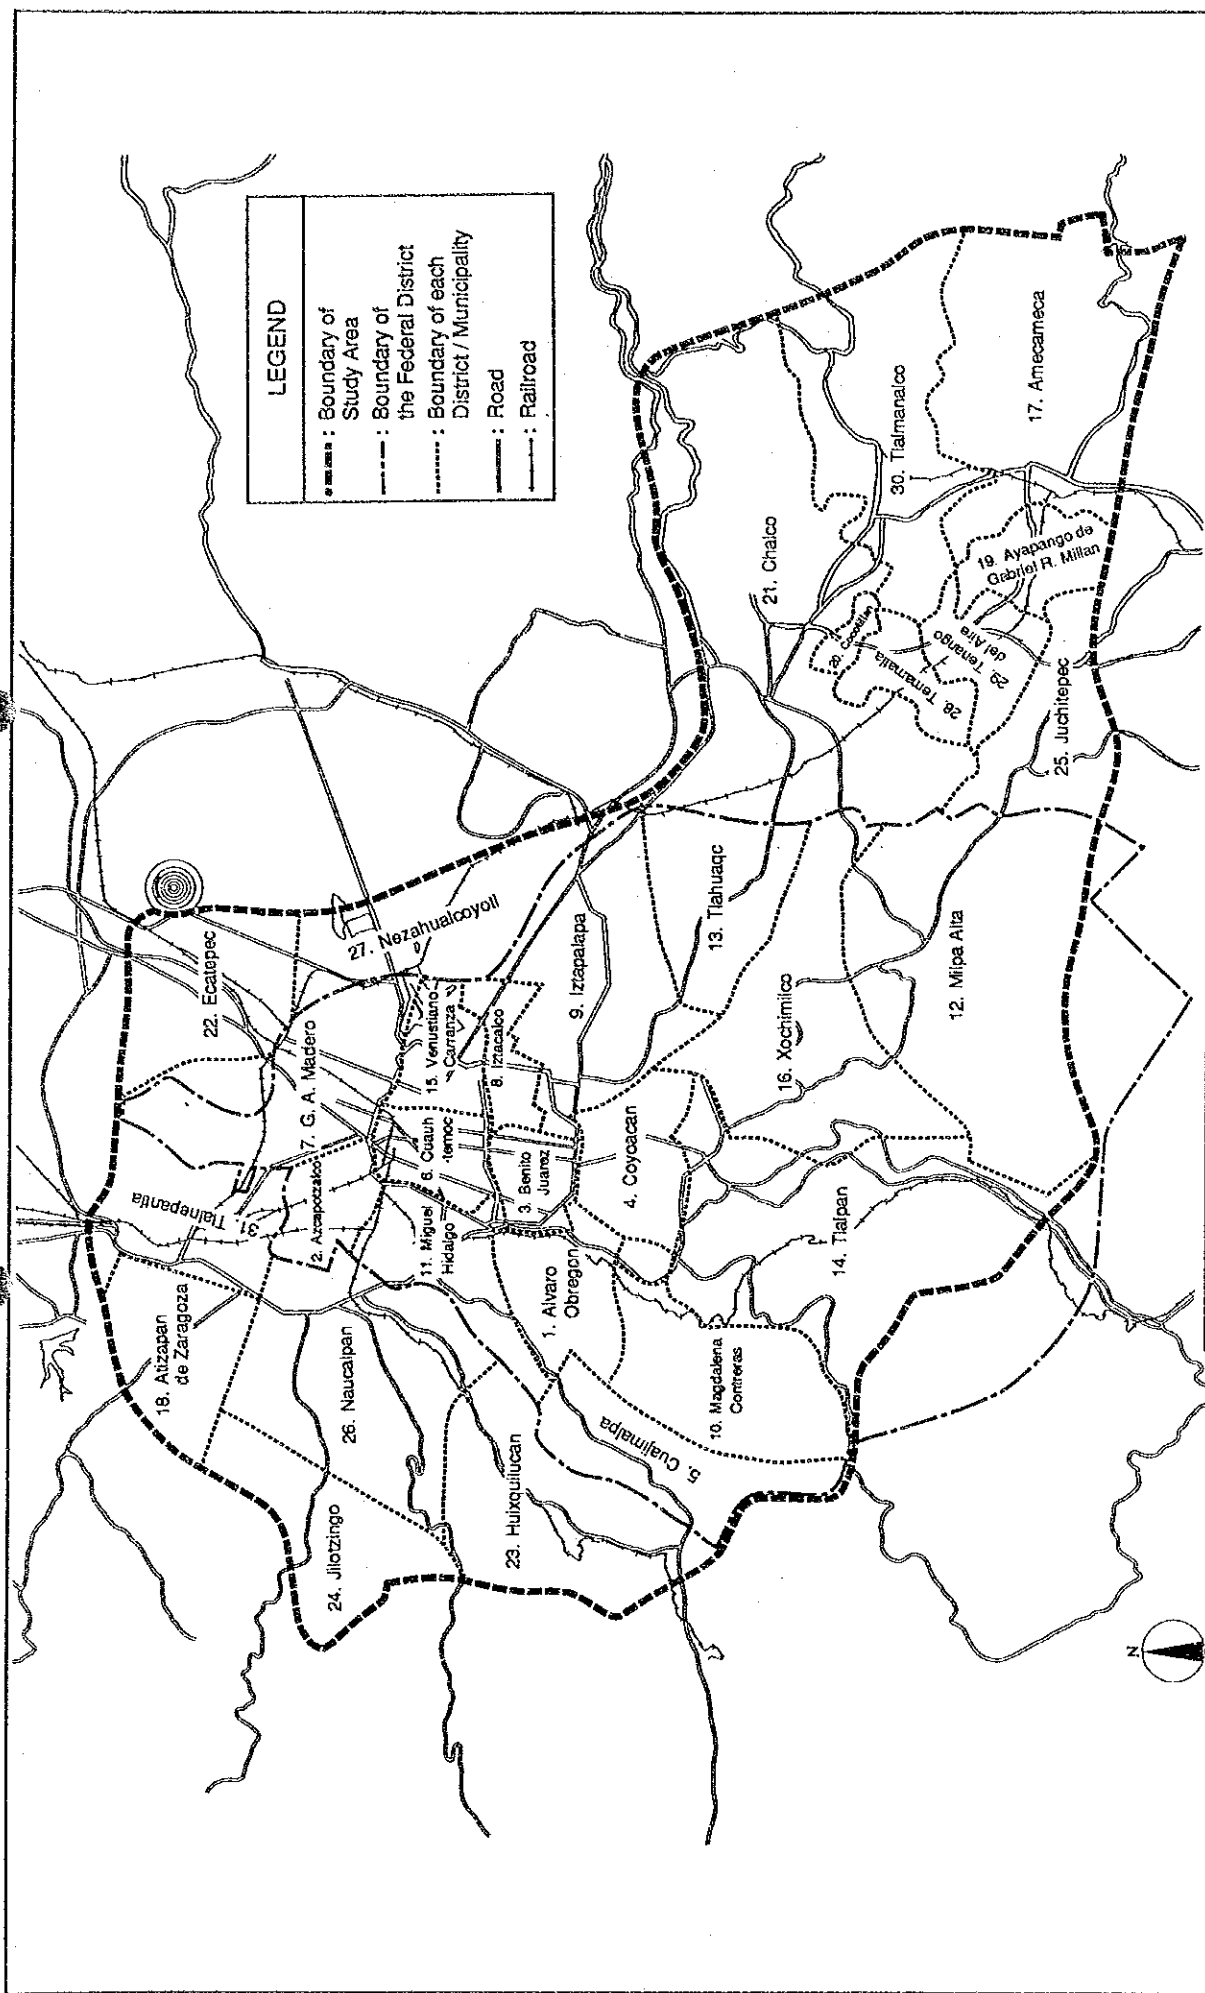 LEGEND
: Boundary of
Study Area
: Boundary of
the Federal District
: Boundary of each
District / Municipality
: Road
: Railroad
22. Ecatepec
7. G. A. Madero
31. Tlalnepantla
2. Azcapozalco
18. Atizapan
de Zaragoza
26. Naucalpan
24. Jilotzingo
27. Nezahualcoyotl
15. Venustiano
Carranza
6. Cuauh
-temoc
11. Miguel
Hidalgo
8. Iztacalco
3. Benito
Juarez
9. Iztapalapa
1. Alvaro
Obregon
4. Coyoacan
23. Huixquilucan
5. Cuajimalpa
10. Magdalena
Contreras
13. Tlahuaqc
16. Xochimilco
14. Tlalpan
12. Milpa Alta
21. Chalco
20. Cocotitlan
28. Temamatla
29. Tenango
del Aire
30. Tlalmanalco
19. Ayapango de
Gabriel R. Millan
17. Amecameca
25. Juchitepec
N